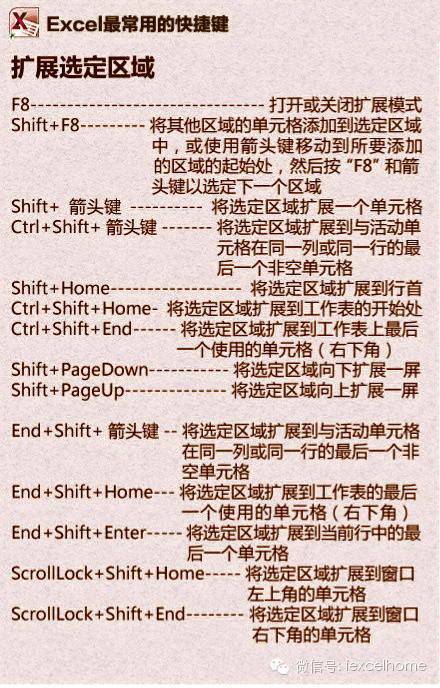 Excel最常用的快捷键
扩展选定区域
F8-------------------------------- 打开或关闭扩展模式
Shift+F8--------- 将其他区域的单元格添加到选定区域
中，或使用箭头键移动到所要添加
的区域的起始处，然后按“F8”和箭
头键以选定下一个区域
Shift+ 箭头键 ---------- 将选定区域扩展一个单元格
Ctrl+Shift+ 箭头键 ------- 将选定区域扩展到与活动单
元格在同一列或同一行的最
后一个非空单元格
Shift+Home------------------ 将选定区域扩展到行首
Ctrl+Shift+Home- 将选定区域扩展到工作表的开始处
Ctrl+Shift+End------ 将选定区域扩展到工作表上最后
一个使用的单元格（右下角）
Shift+PageDown----------- 将选定区域向下扩展一屏
Shift+PageUp-------------- 将选定区域向上扩展一屏
End+Shift+ 箭头键 -- 将选定区域扩展到与活动单元格
在同一列或同一行的最后一个非
空单元格
End+Shift+Home--- 将选定区域扩展到工作表的最后
一个使用的单元格（右下角）
End+Shift+Enter----- 将选定区域扩展到当前行中的最
后一个单元格
ScrollLock+Shift+Home----- 将选定区域扩展到窗口
左上角的单元格
ScrollLock+Shift+End-------- 将选定区域扩展到窗口
右下角的单元格
微信号: iexcelhome